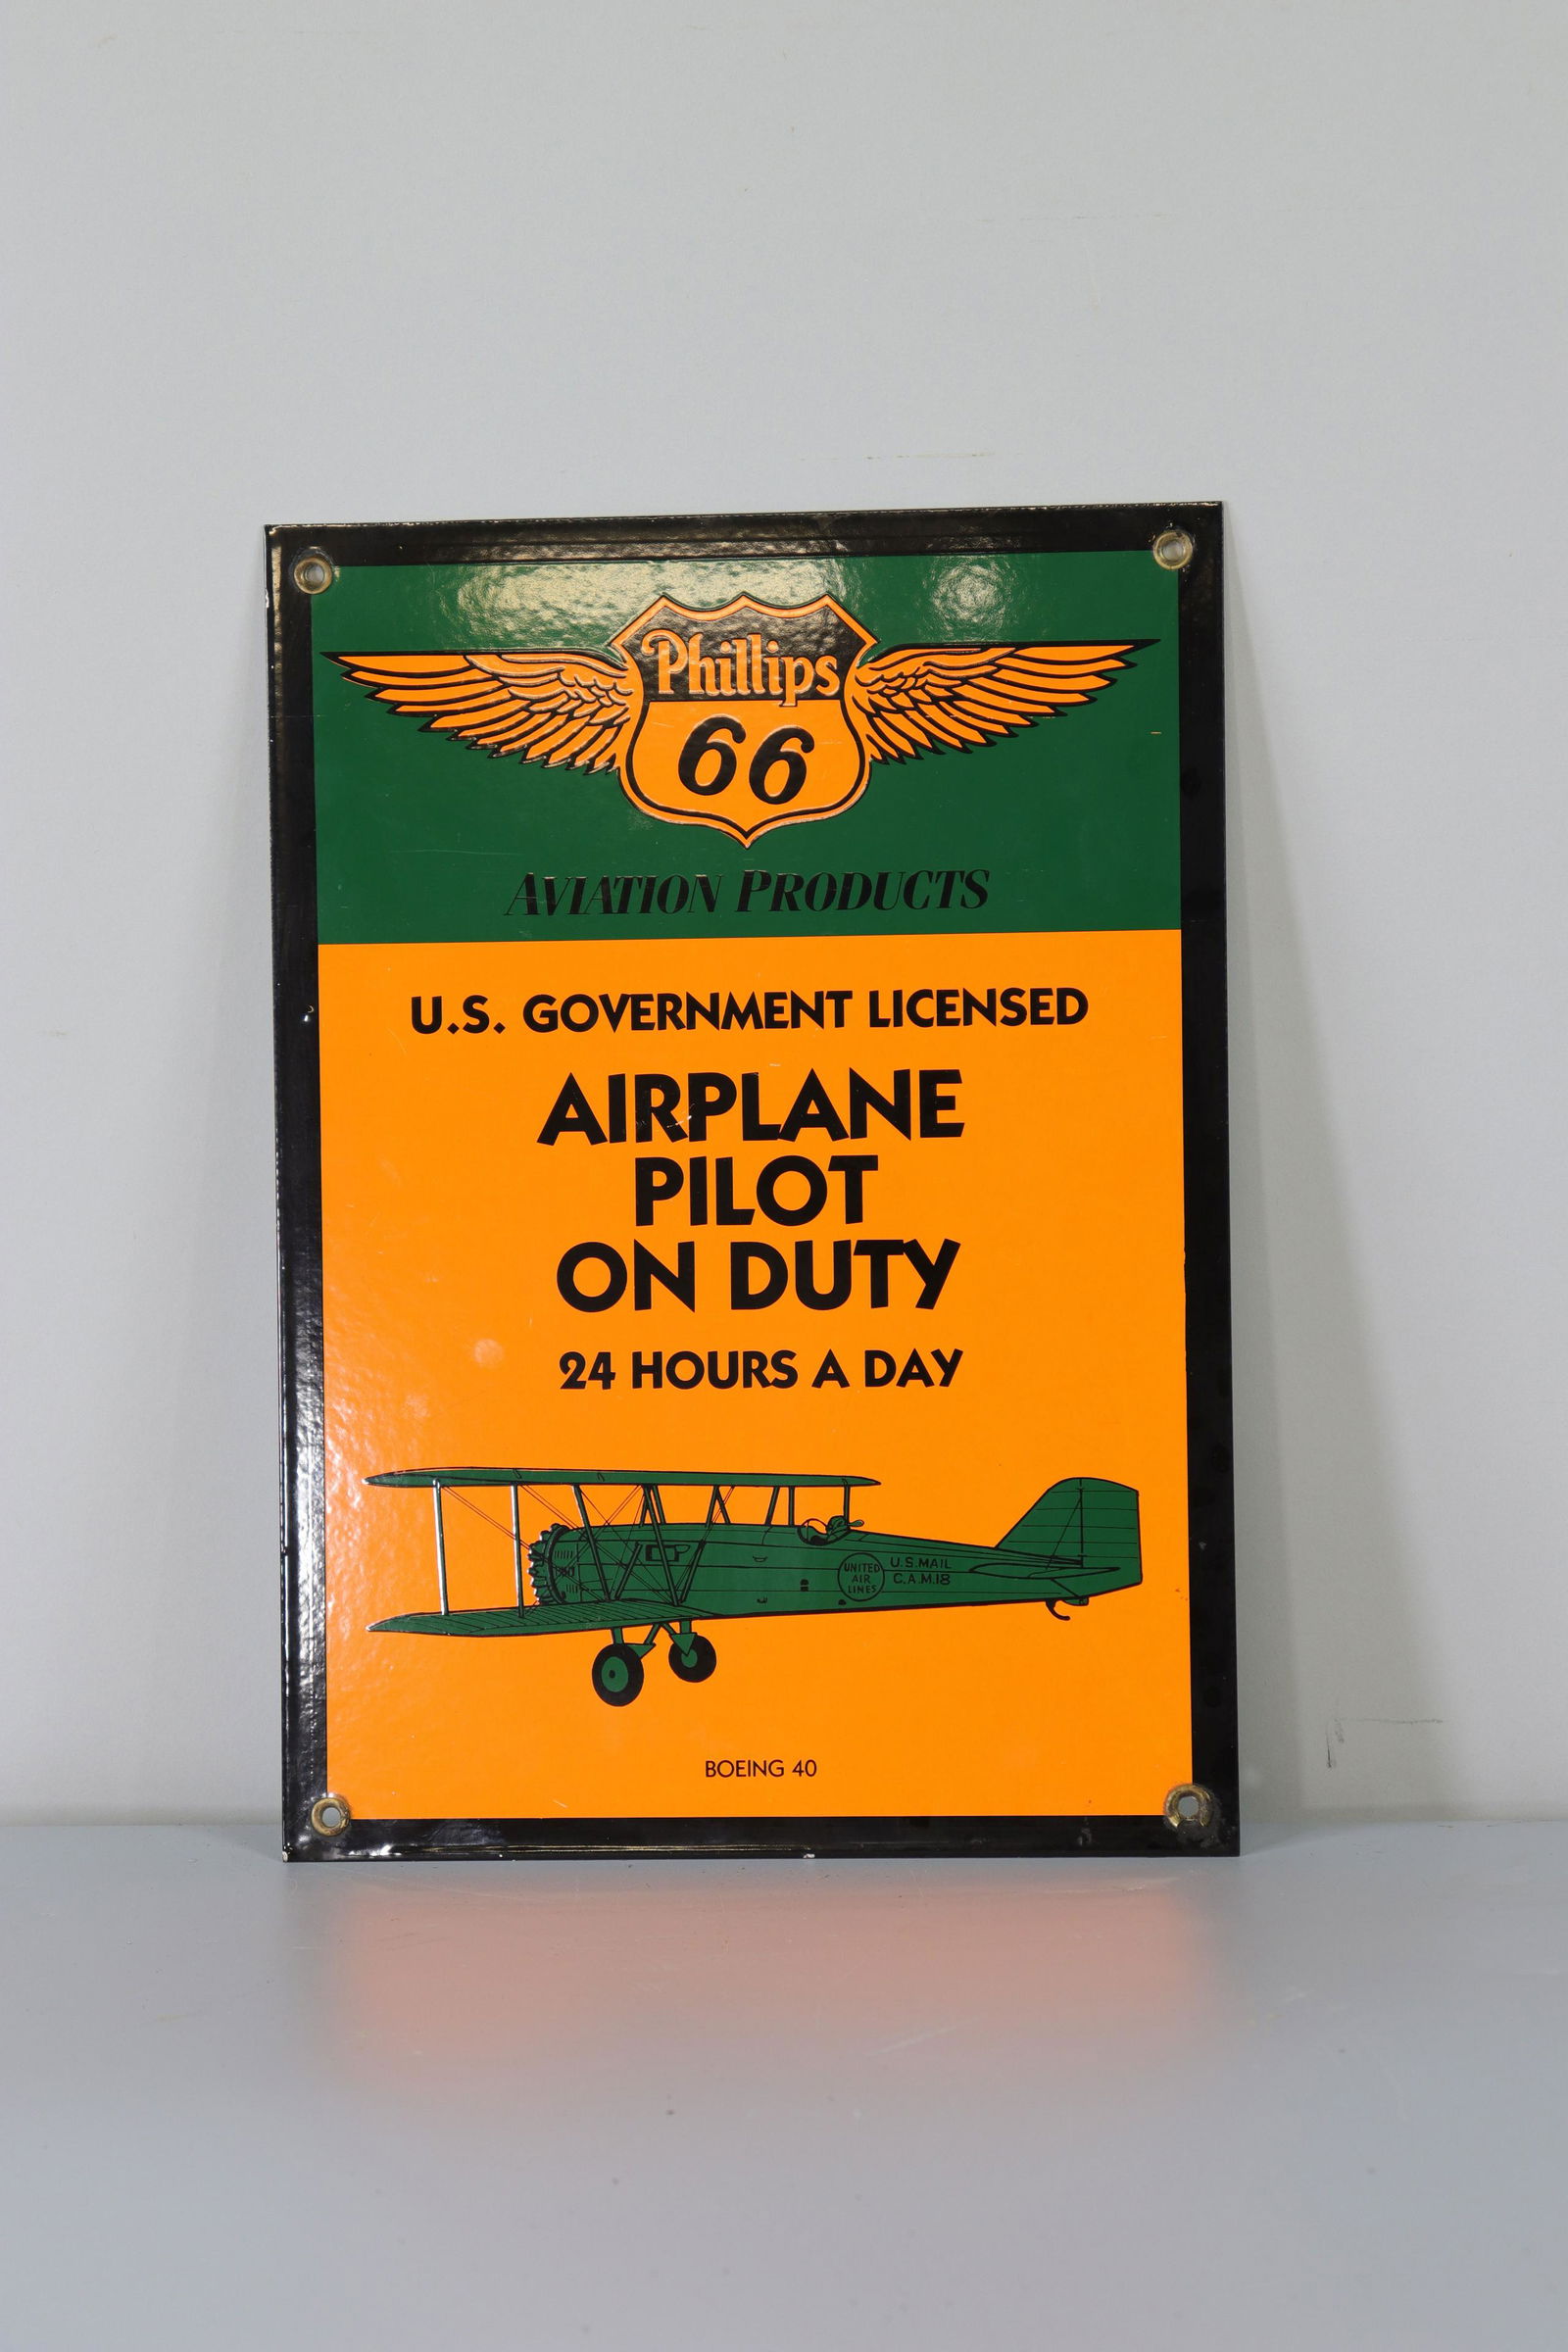 Phillips
66
AVIATION PRODUCTS
U.S. GOVERNMENT LICENSED
AIRPLANE
PILOT
ON DUTY
24 HOURS A DAY
UNITED
AIR
LINES
U.S.MAIL
C.A.M.18
BOEING 40